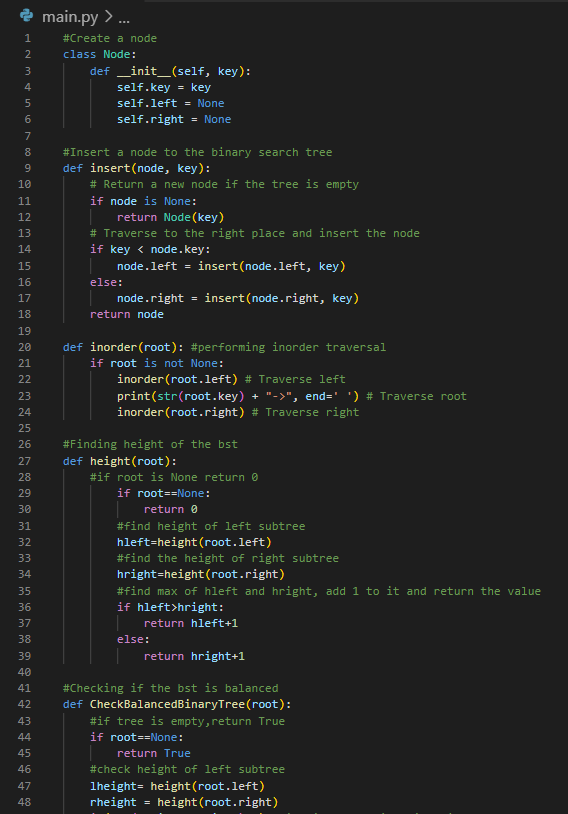 main.py > ...
1 #Create a node
2 class Node:
3     def __init__(self, key):
4         self.key = key
5         self.left = None
6         self.right = None
7
8 #Insert a node to the binary search tree
9 def insert(node, key):
10     # Return a new node if the tree is empty
11     if node is None:
12         return Node(key)
13     # Traverse to the right place and insert the node
14     if key < node.key:
15         node.left = insert(node.left, key)
16     else:
17         node.right = insert(node.right, key)
18     return node
19
20 def inorder(root): #performing inorder traversal
21     if root is not None:
22         inorder(root.left) # Traverse left
23         print(str(root.key) + "->", end=' ') # Traverse root
24         inorder(root.right) # Traverse right
25
26 #Finding height of the bst
27 def height(root):
28     #if root is None return 0
29         if root==None:
30             return 0
31         #find height of left subtree
32         hleft=height(root.left)
33         #find the height of right subtree
34         hright=height(root.right)
35         #find max of hleft and hright, add 1 to it and return the value
36         if hleft>hright:
37             return hleft+1
38         else:
39             return hright+1
40
41 #Checking if the bst is balanced
42 def CheckBalancedBinaryTree(root):
43     #if tree is empty,return True
44     if root==None:
45         return True
46     #check height of left subtree
47     lheight= height(root.left)
48     rheight = height(root.right)